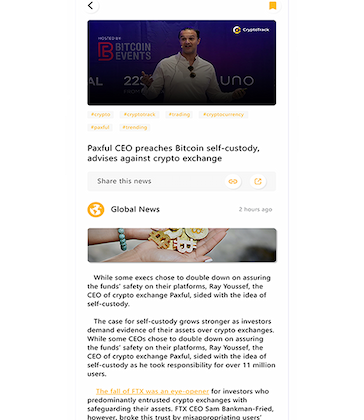 HOSTED BY
BITCOIN
EVENTS
CryptoTrack
UNO
#crypto #cryptotrack #trading #cryptocurrency
#paxful #trending
Paxful CEO preaches Bitcoin self-custody,
advises against crypto exchange
Share this news
Global News
2 hours ago
While some execs chose to double down on assuring
the funds' safety on their platforms, Ray Youssef, the
CEO of crypto exchange Paxful, sided with the idea of
self-custody.
The case for self-custody grows stronger as investors
demand evidence of their assets over crypto exchanges.
While some CEOs chose to double down on assuring
the funds' safety on their platforms, Ray Youssef, the
CEO of crypto exchange Paxful, sided with the idea of
self-custody as he took responsibility for over 11 million
users.
The fall of FTX was an eye-opener for investors who
predominantly entrusted crypto exchanges with
safeguarding their assets. FTX CEO Sam Bankman-Fried,
however, broke this trust by misappropriating users'